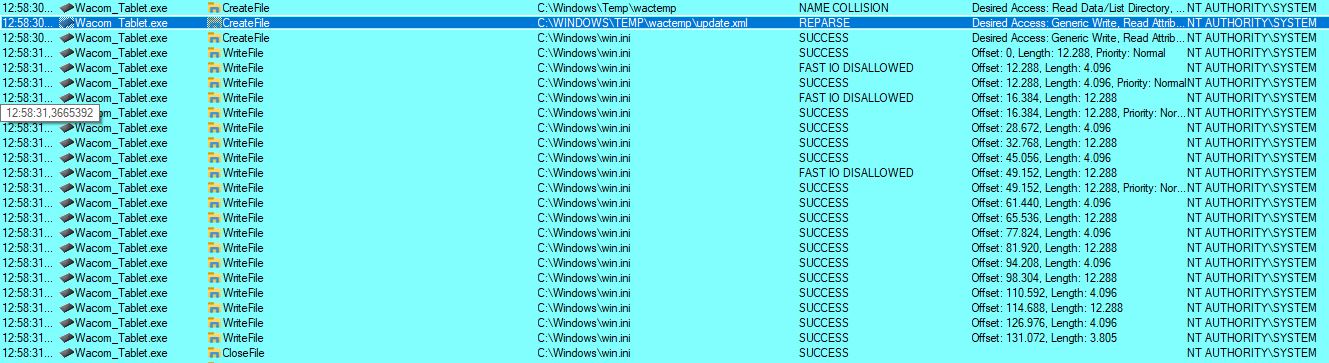 12:58:30... Wacom_Tablet.exe CreateFile C:\Windows\Temp\wactemp NAME COLLISION Desired Access: Read Data/List Directory, ... NT AUTHORITY\SYSTEM
12:58:30... Wacom_Tablet.exe CreateFile C:\WINDOWS\TEMP\wactemp\update.xml REPARSE Desired Access: Generic Write, Read Attrib... NT AUTHORITY\SYSTEM
12:58:30... Wacom_Tablet.exe CreateFile C:\Windows\win.ini SUCCESS Desired Access: Generic Write, Read Attrib... NT AUTHORITY\SYSTEM
12:58:31... Wacom_Tablet.exe WriteFile C:\Windows\win.ini SUCCESS Offset: 0, Length: 12.288, Priority: Normal NT AUTHORITY\SYSTEM
12:58:31... Wacom_Tablet.exe WriteFile C:\Windows\win.ini FAST IO DISALLOWED Offset: 12.288, Length: 4.096 NT AUTHORITY\SYSTEM
12:58:31... Wacom_Tablet.exe WriteFile C:\Windows\win.ini SUCCESS Offset: 12.288, Length: 4.096, Priority: Normal NT AUTHORITY\SYSTEM
12:58:31... Wacom_Tablet.exe WriteFile C:\Windows\win.ini FAST IO DISALLOWED Offset: 16.384, Length: 12.288 NT AUTHORITY\SYSTEM
12:58:31,3665392 com_Tablet.exe WriteFile C:\Windows\win.ini SUCCESS Offset: 16.384, Length: 12.288, Priority: Nor... NT AUTHORITY\SYSTEM
12:58:31... Wacom_Tablet.exe WriteFile C:\Windows\win.ini SUCCESS Offset: 28.672, Length: 4.096 NT AUTHORITY\SYSTEM
12:58:31... Wacom_Tablet.exe WriteFile C:\Windows\win.ini SUCCESS Offset: 32.768, Length: 12.288 NT AUTHORITY\SYSTEM
12:58:31... Wacom_Tablet.exe WriteFile C:\Windows\win.ini SUCCESS Offset: 45.056, Length: 4.096 NT AUTHORITY\SYSTEM
12:58:31... Wacom_Tablet.exe WriteFile C:\Windows\win.ini FAST IO DISALLOWED Offset: 49.152, Length: 12.288 NT AUTHORITY\SYSTEM
12:58:31... Wacom_Tablet.exe WriteFile C:\Windows\win.ini SUCCESS Offset: 49.152, Length: 12.288, Priority: Nor... NT AUTHORITY\SYSTEM
12:58:31... Wacom_Tablet.exe WriteFile C:\Windows\win.ini SUCCESS Offset: 61.440, Length: 4.096 NT AUTHORITY\SYSTEM
12:58:31... Wacom_Tablet.exe WriteFile C:\Windows\win.ini SUCCESS Offset: 65.536, Length: 12.288 NT AUTHORITY\SYSTEM
12:58:31... Wacom_Tablet.exe WriteFile C:\Windows\win.ini SUCCESS Offset: 77.824, Length: 4.096 NT AUTHORITY\SYSTEM
12:58:31... Wacom_Tablet.exe WriteFile C:\Windows\win.ini SUCCESS Offset: 81.920, Length: 12.288 NT AUTHORITY\SYSTEM
12:58:31... Wacom_Tablet.exe WriteFile C:\Windows\win.ini SUCCESS Offset: 94.208, Length: 4.096 NT AUTHORITY\SYSTEM
12:58:31... Wacom_Tablet.exe WriteFile C:\Windows\win.ini SUCCESS Offset: 98.304, Length: 12.288 NT AUTHORITY\SYSTEM
12:58:31... Wacom_Tablet.exe WriteFile C:\Windows\win.ini SUCCESS Offset: 110.592, Length: 4.096 NT AUTHORITY\SYSTEM
12:58:31... Wacom_Tablet.exe WriteFile C:\Windows\win.ini SUCCESS Offset: 114.688, Length: 12.288 NT AUTHORITY\SYSTEM
12:58:31... Wacom_Tablet.exe WriteFile C:\Windows\win.ini SUCCESS Offset: 126.976, Length: 4.096 NT AUTHORITY\SYSTEM
12:58:31... Wacom_Tablet.exe WriteFile C:\Windows\win.ini SUCCESS Offset: 131.072, Length: 3.805 NT AUTHORITY\SYSTEM
12:58:31... Wacom_Tablet.exe CloseFile C:\Windows\win.ini SUCCESS NT AUTHORITY\SYSTEM